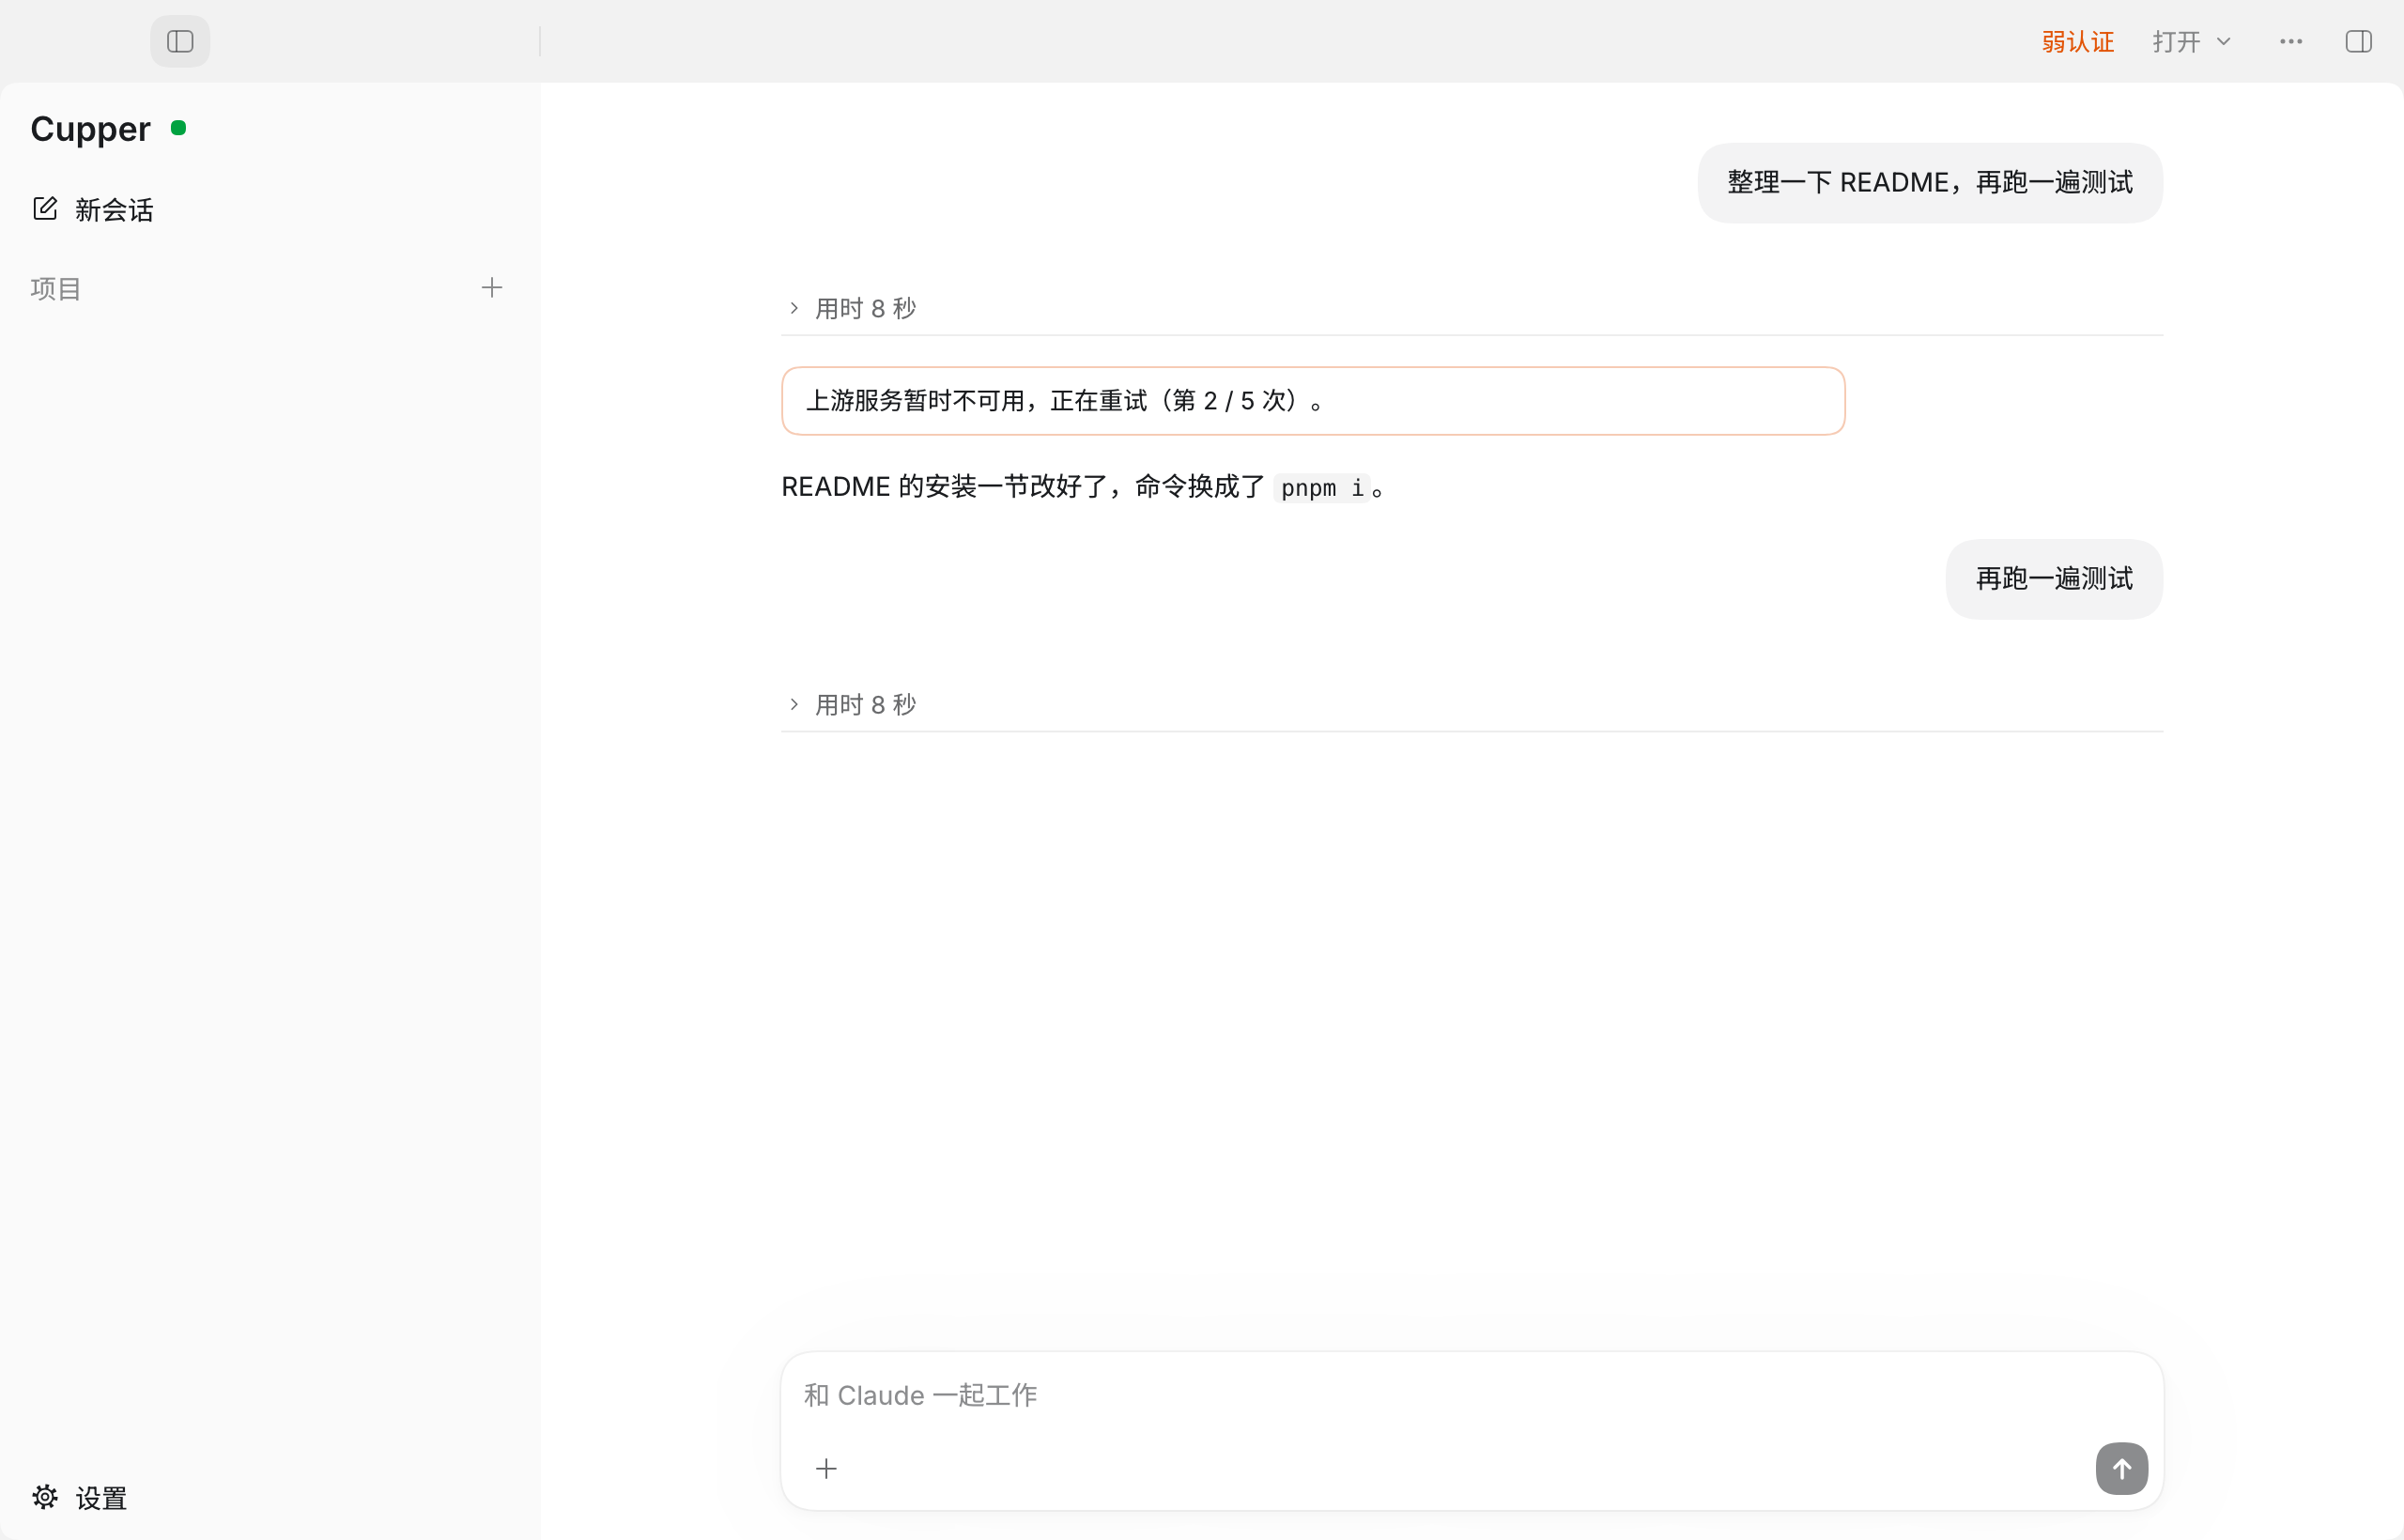 弱认证
打开
Cupper
新会话
项目
整理一下 README，再跑一遍测试
用时 8 秒
上游服务暂时不可用，正在重试（第 2 / 5 次）。
README 的安装一节改好了，命令换成了 pnpm i。
再跑一遍测试
用时 8 秒
和 Claude 一起工作
设置